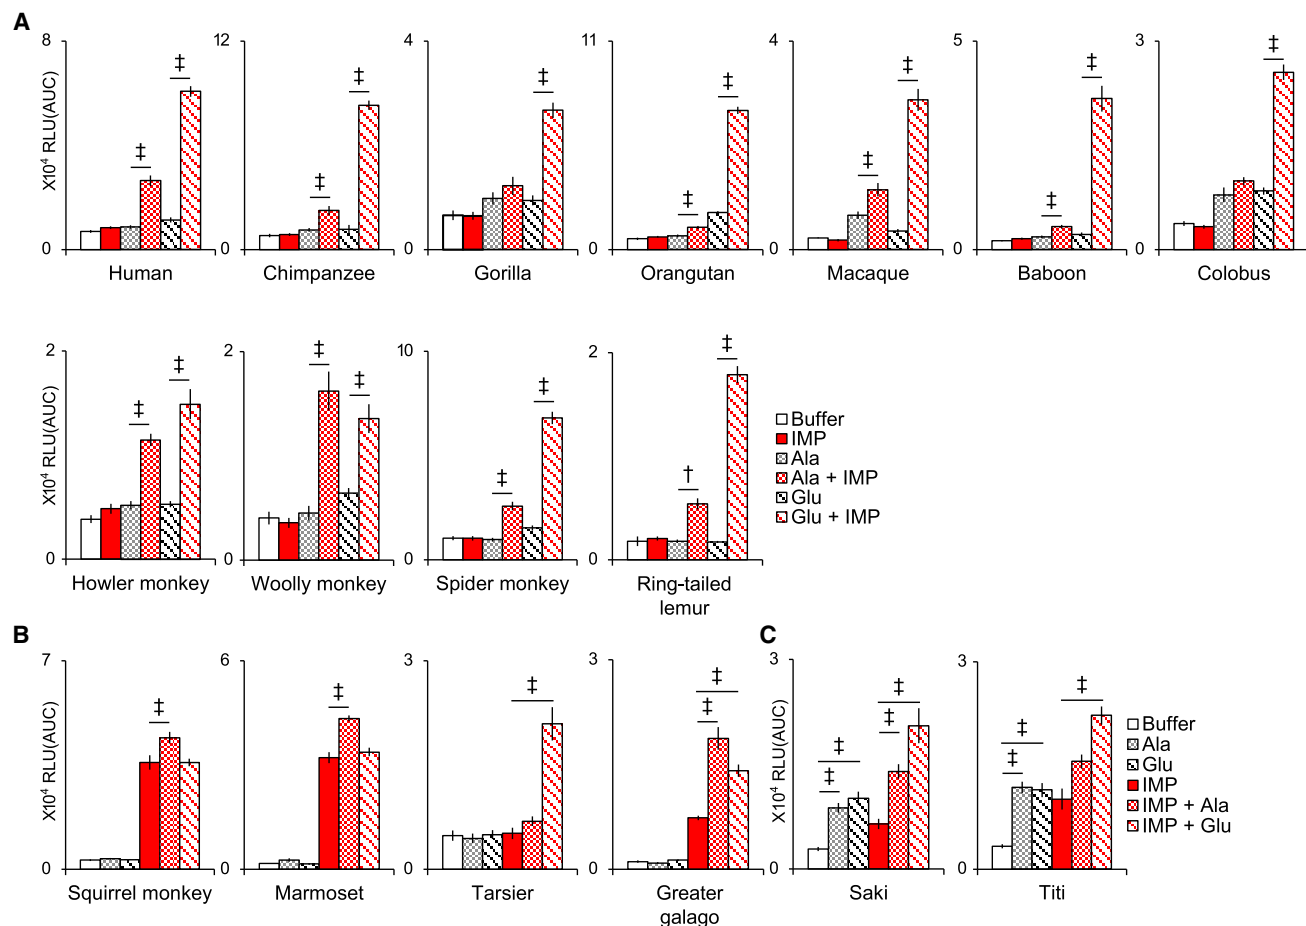 A
8 12 4 11 4 5 3
X10⁴ RLU(AUC)
‡ ‡ ‡ ‡ ‡ ‡ ‡ ‡ ‡ ‡ ‡ ‡
0 0 0 0 0 0 0
Human Chimpanzee Gorilla Orangutan Macaque Baboon Colobus
2 2 10 2
X10⁴ RLU(AUC)
‡ ‡ ‡ ‡ ‡ ‡ † ‡
0 0 0 0
Howler monkey Woolly monkey Spider monkey Ring-tailed
lemur
Buffer
IMP
Ala
Ala + IMP
Glu
Glu + IMP
B
7 6 3 3
X10⁴ RLU(AUC)
‡ ‡ ‡ ‡ ‡
0 0 0 0
Squirrel monkey Marmoset Tarsier Greater
galago
C
3 3
X10⁴ RLU(AUC)
‡ ‡ ‡ ‡ ‡ ‡ ‡
0 0
Saki Titi
Buffer
Ala
Glu
IMP
IMP + Ala
IMP + Glu